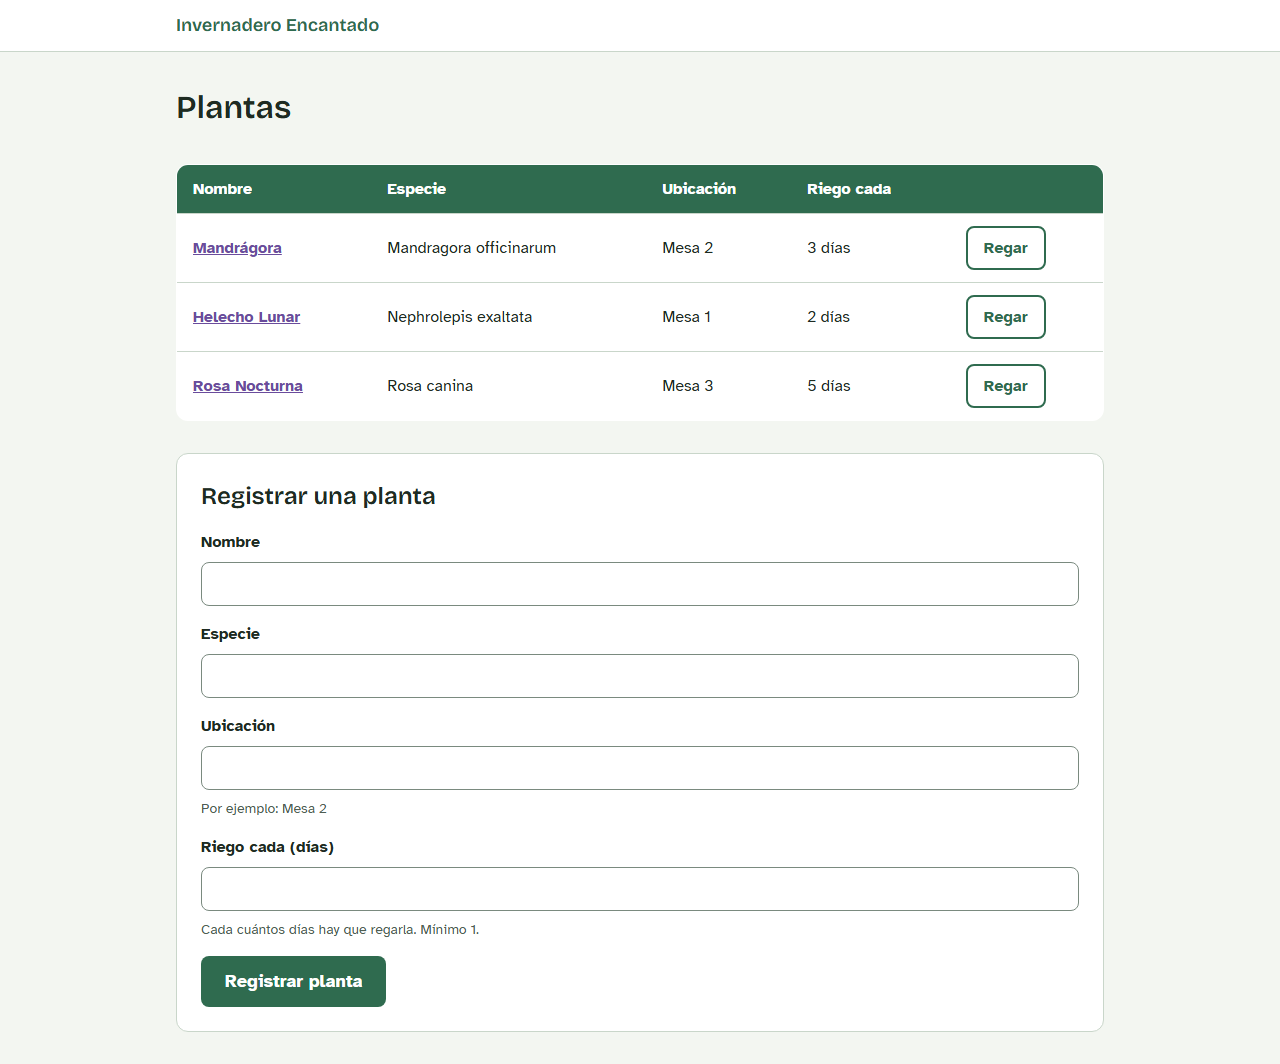 Invernadero Encantado
Plantas
Nombre Especie Ubicación Riego cada
Mandrágora Mandragora officinarum Mesa 2 3 días Regar
Helecho Lunar Nephrolepis exaltata Mesa 1 2 días Regar
Rosa Nocturna Rosa canina Mesa 3 5 días Regar
Registrar una planta
Nombre
Especie
Ubicación
Por ejemplo: Mesa 2
Riego cada (días)
Cada cuántos días hay que regarla. Mínimo 1.
Registrar planta